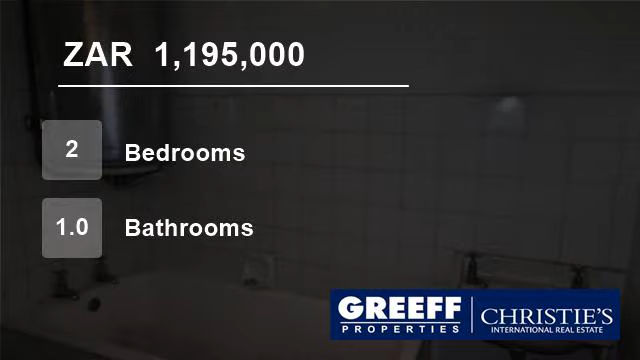 ZAR 1,195,000
2 Bedrooms
1.0 Bathrooms
GREEFF
PROPERTIES
CHRISTIE'S
INTERNATIONAL REAL ESTATE